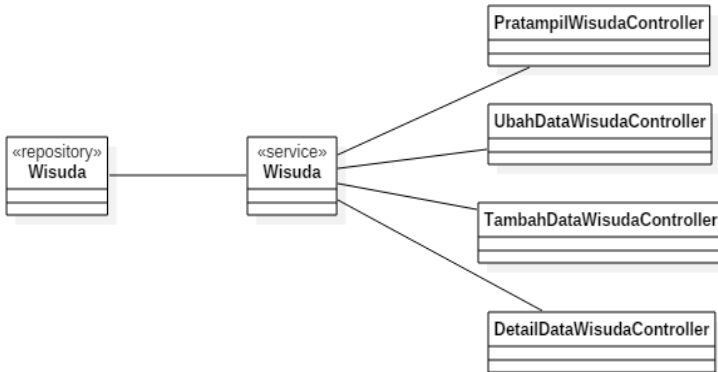 PratampilWisudaController
UbahDataWisudaController
«repository»
Wisuda
«service»
Wisuda
TambahDataWisudaController
DetailDataWisudaController